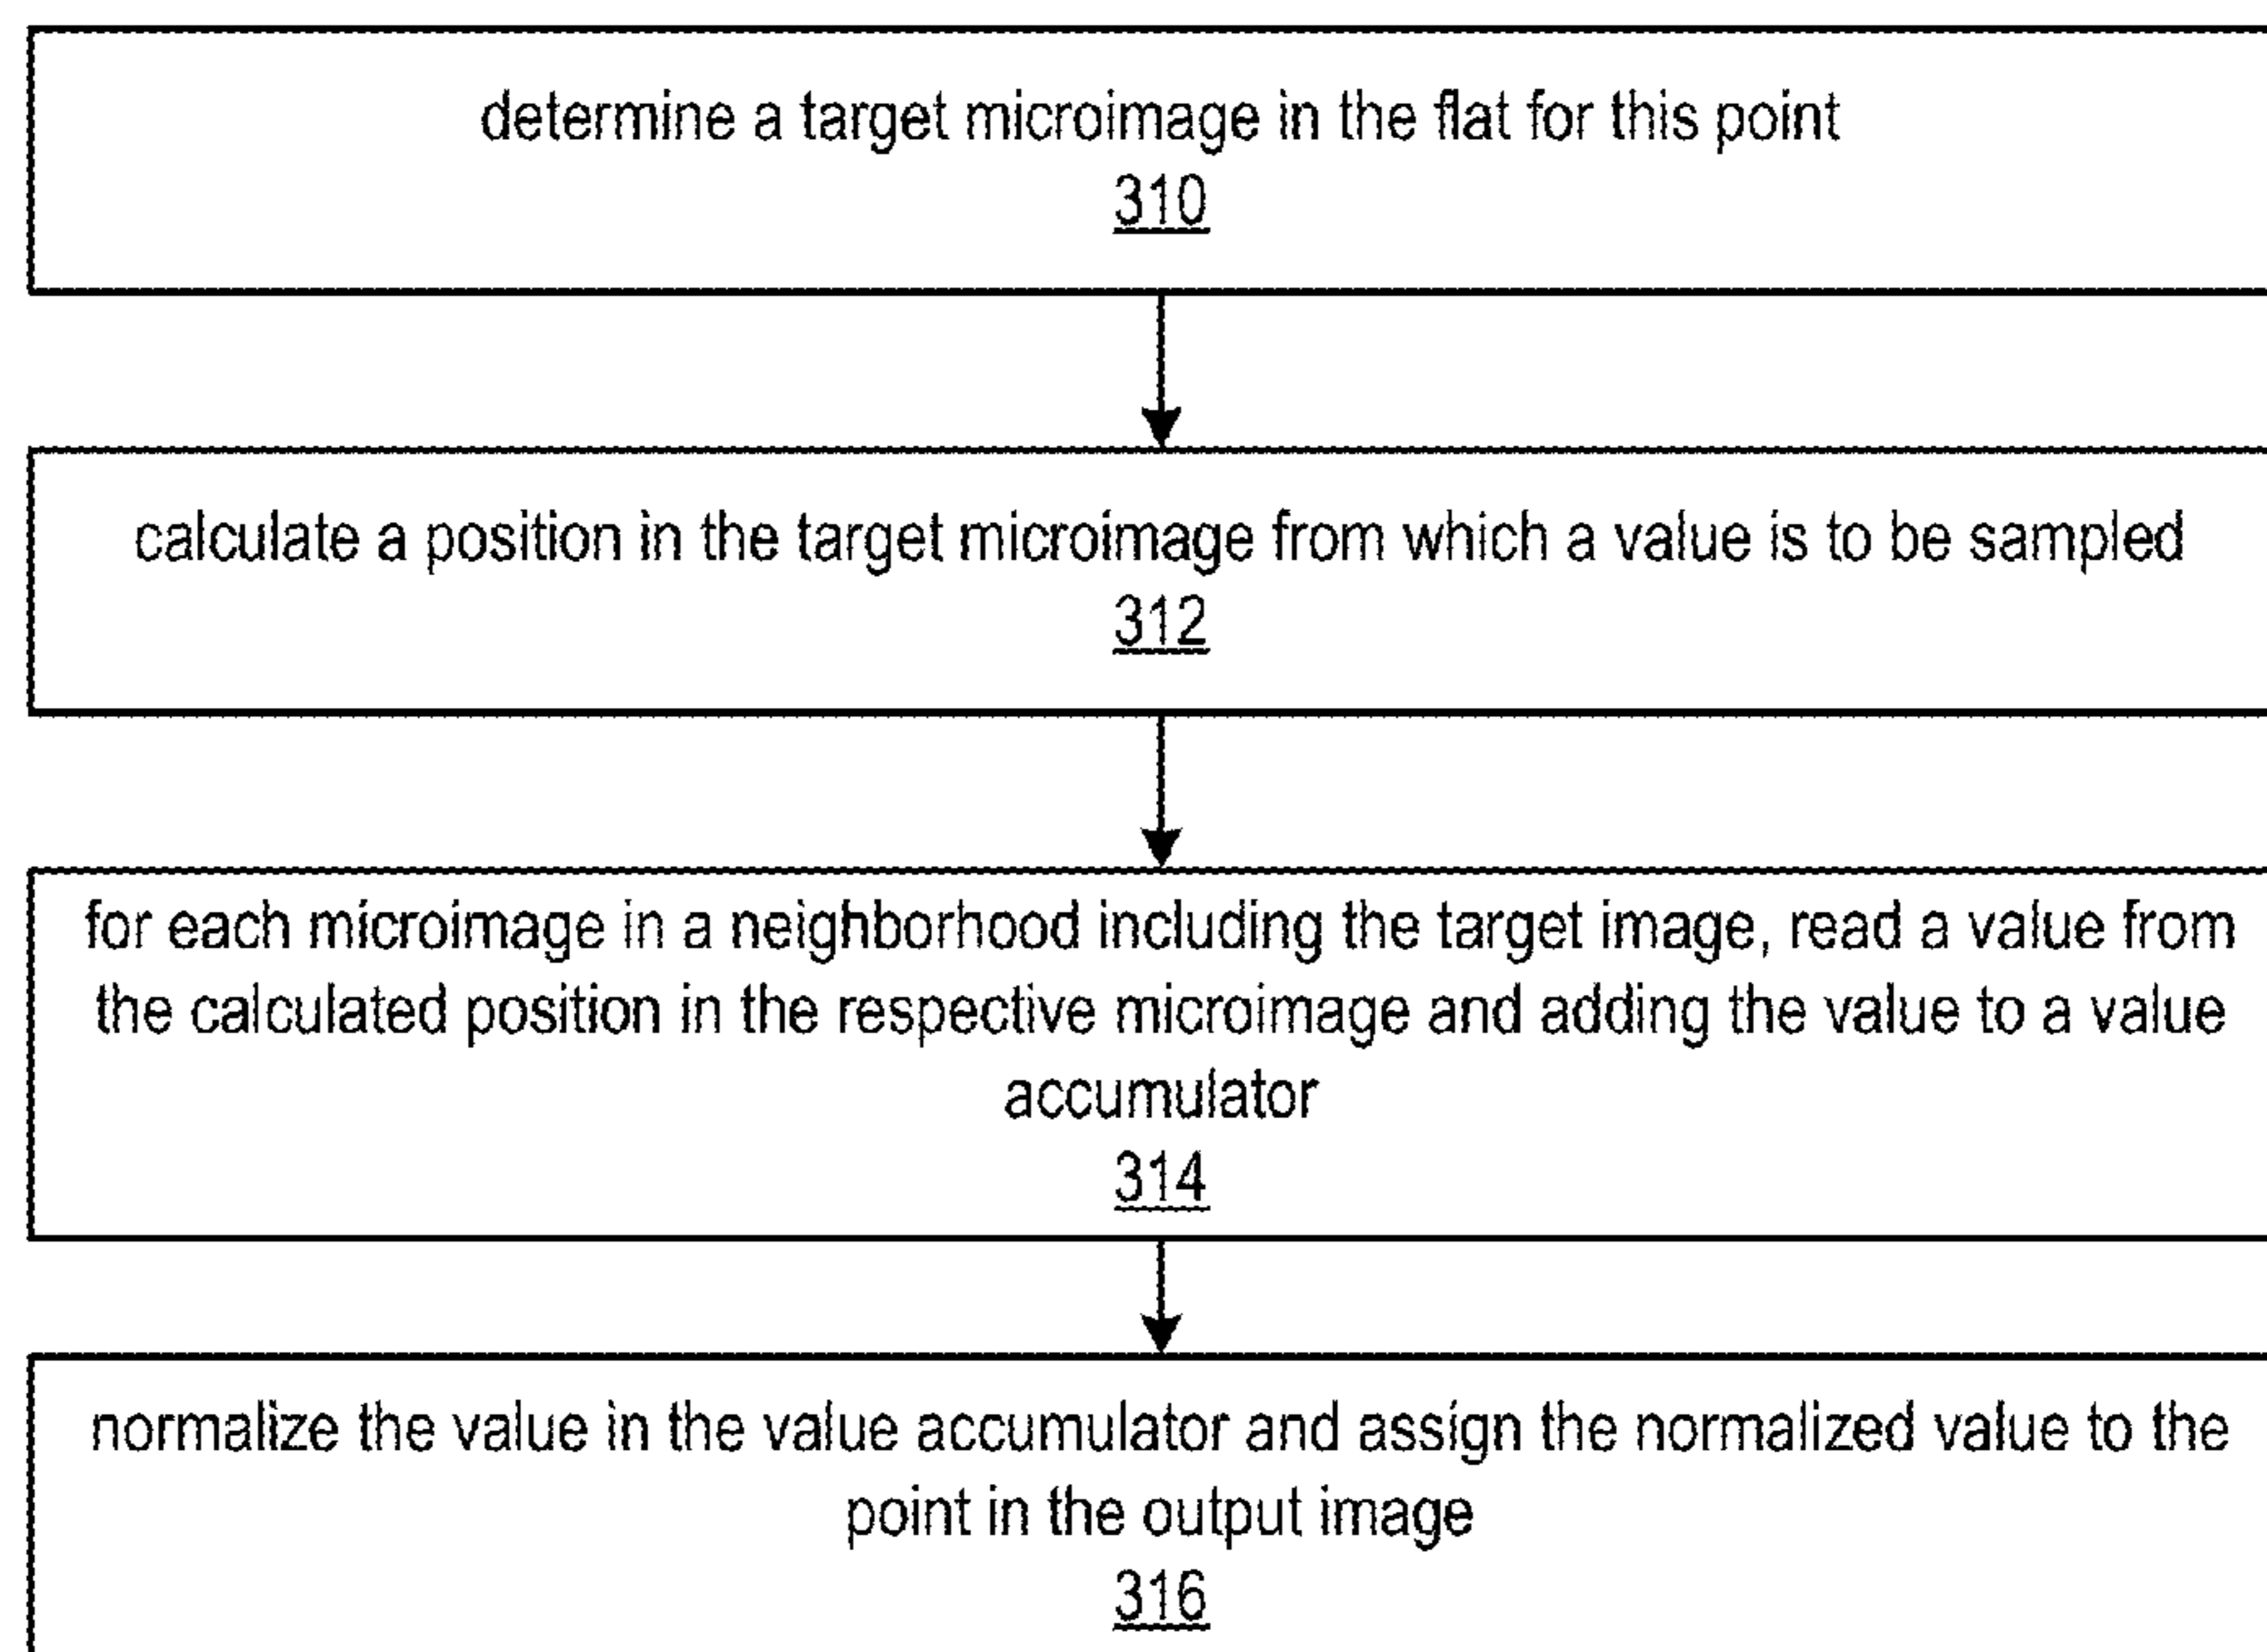 determine a target microimage in the flat for this point
310
calculate a position in the target microimage from which a value is to be sampled
312
for each microimage in a neighborhood including the target image, read a value from
the calculated position in the respective microimage and adding the value to a value
accumulator
314
normalize the value in the value accumulator and assign the normalized value to the
point in the output image
316